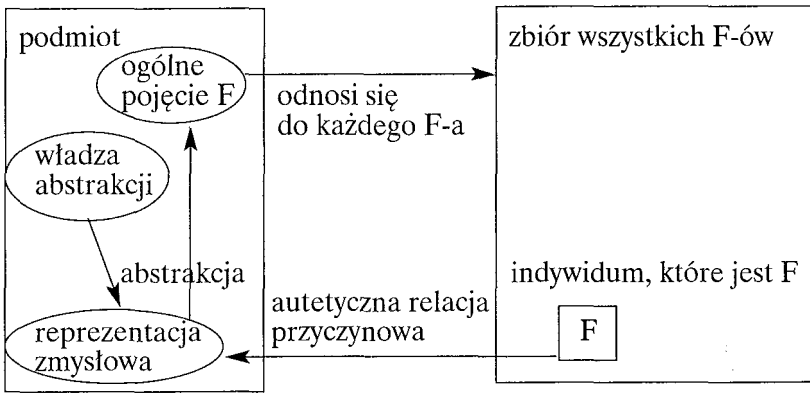 podmiot
ogólne
pojęcie F
władza
abstrakcji
abstrakcja
reprezentacja
zmysłowa
odnosi się
do każdego F-a
autetyczna relacja
przyczynowa
zbiór wszystkich F-ów
indywidum, które jest F
F